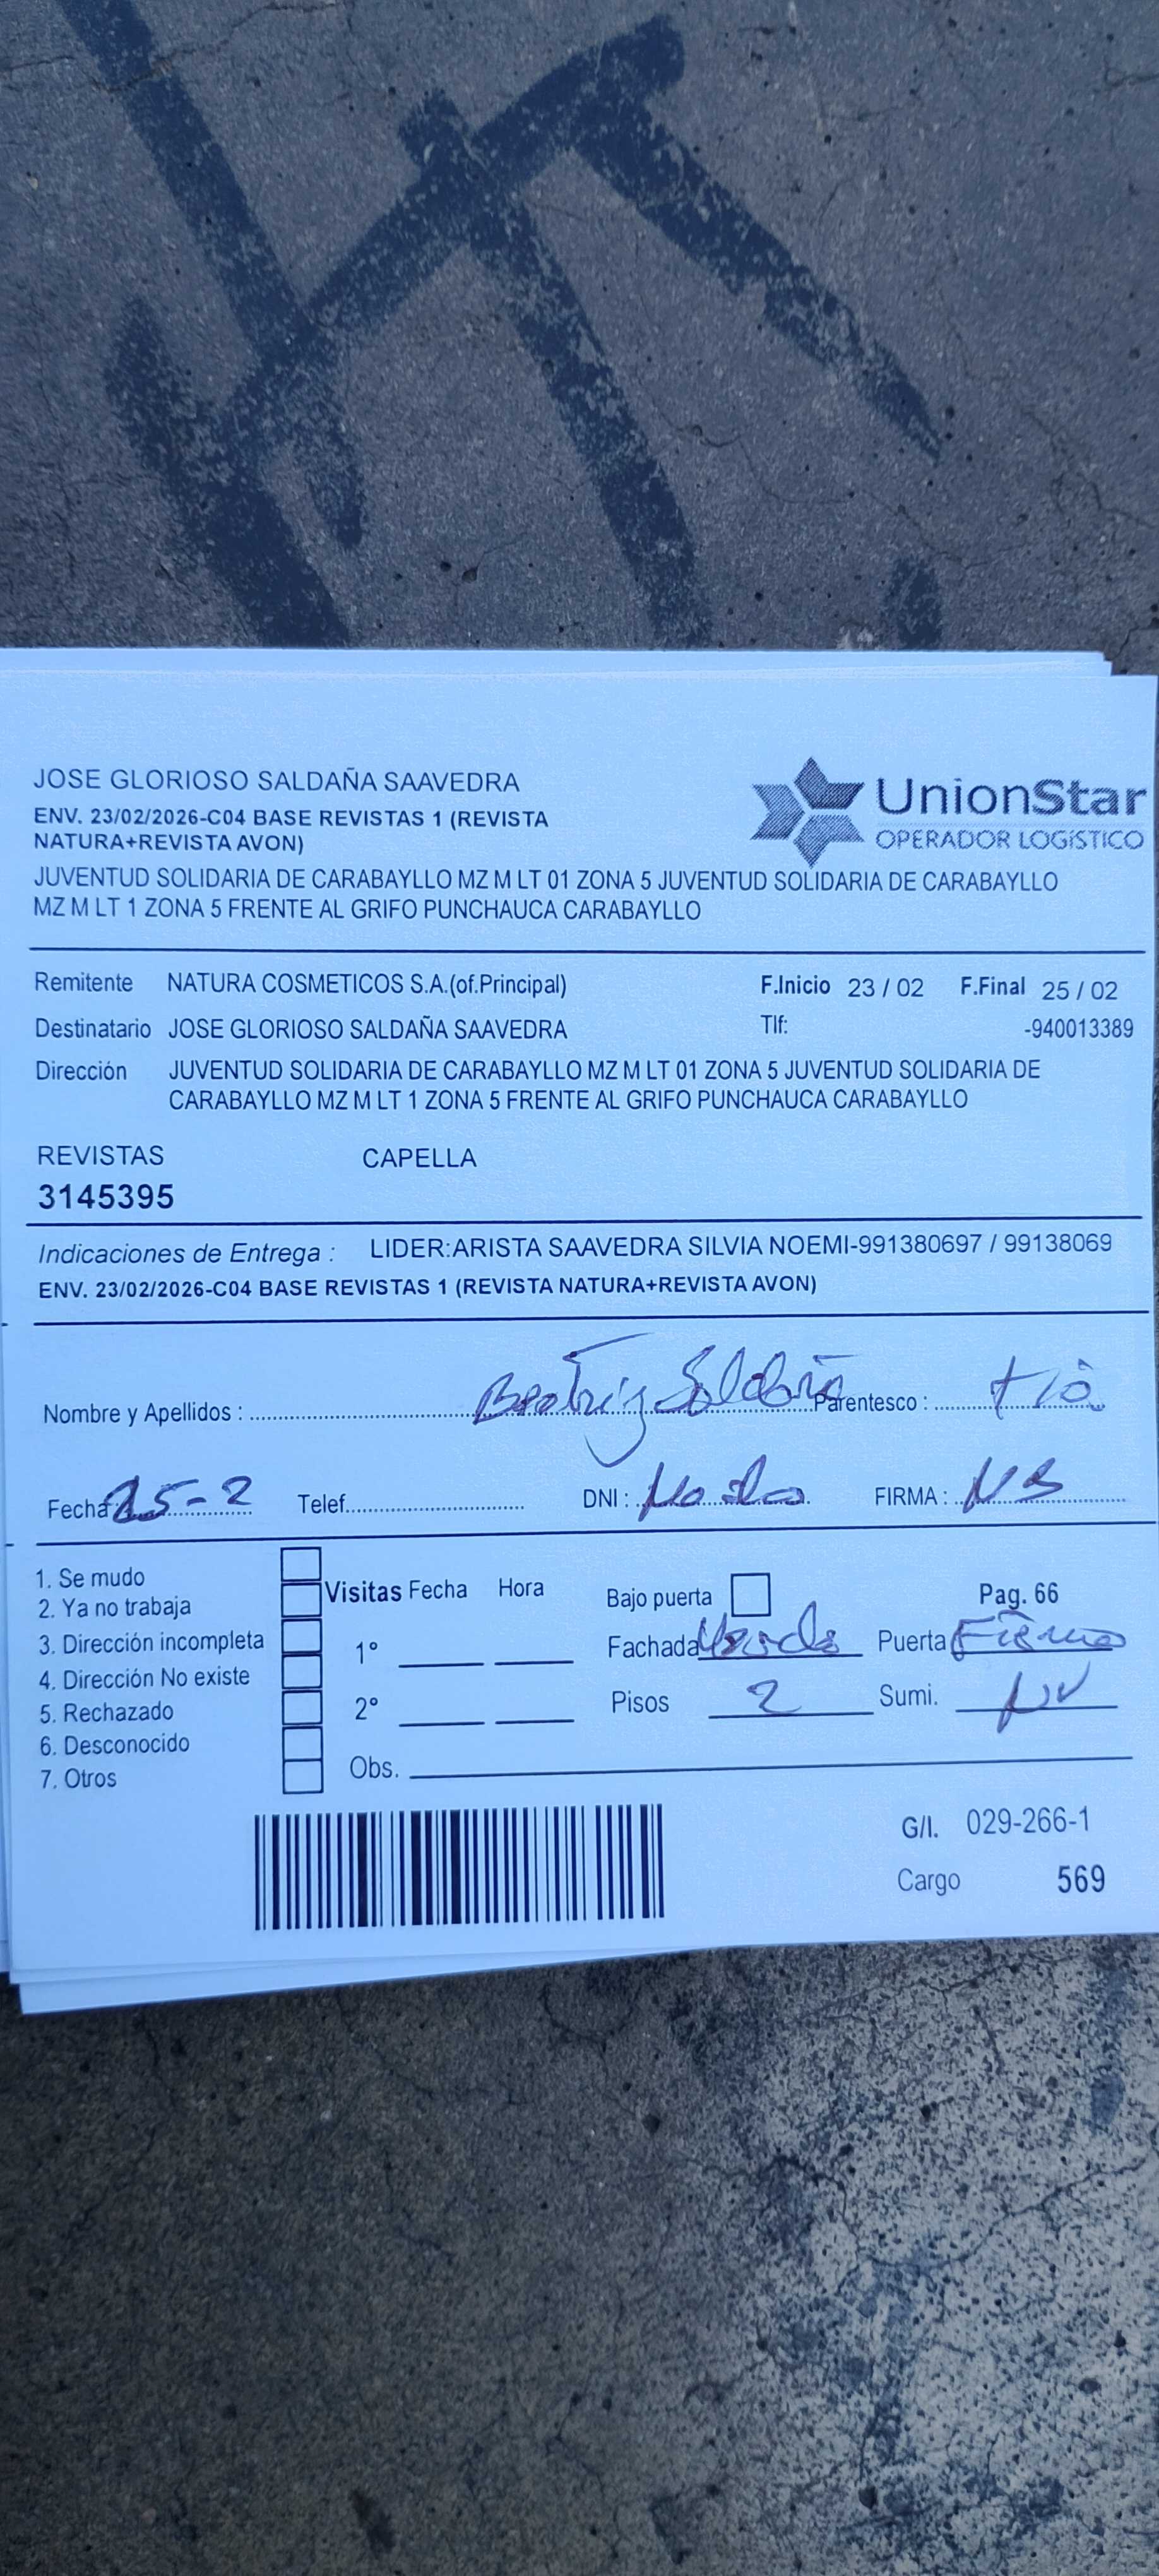 JOSE GLORIOSO SALDAÑA SAAVEDRA
UnionStar
OPERADOR LOGÍSTICO
ENV. 23/02/2026-C04 BASE REVISTAS 1 (REVISTA
NATURA+REVISTA AVON)
JUVENTUD SOLIDARIA DE CARABAYLLO MZ M LT 01 ZONA 5 JUVENTUD SOLIDARIA DE CARABAYLLO
MZ M LT 1 ZONA 5 FRENTE AL GRIFO PUNCHAUCA CARABAYLLO
Remitente NATURA COSMETICOS S.A.(of.Principal) F.Inicio 23 / 02 F.Final 25 / 02
Destinatario JOSE GLORIOSO SALDAÑA SAAVEDRA Tlf: -940013389
Dirección JUVENTUD SOLIDARIA DE CARABAYLLO MZ M LT 01 ZONA 5 JUVENTUD SOLIDARIA DE
CARABAYLLO MZ M LT 1 ZONA 5 FRENTE AL GRIFO PUNCHAUCA CARABAYLLO
REVISTAS CAPELLA
3145395
Indicaciones de Entrega : LIDER:ARISTA SAAVEDRA SILVIA NOEMI-991380697 / 99138069
ENV. 23/02/2026-C04 BASE REVISTAS 1 (REVISTA NATURA+REVISTA AVON)
Nombre y Apellidos : Beatriz Saldaña Parentesco : tia
Fecha 25-2 Telef. DNI : FIRMA :
1. Se mudo
2. Ya no trabaja
3. Dirección incompleta
4. Dirección No existe
5. Rechazado
6. Desconocido
7. Otros
Visitas Fecha Hora
1°
2°
Obs.
Bajo puerta Pag. 66
Fachada Puerta Fierro
Pisos 2 Sumi. NV
G/I. 029-266-1
Cargo 569